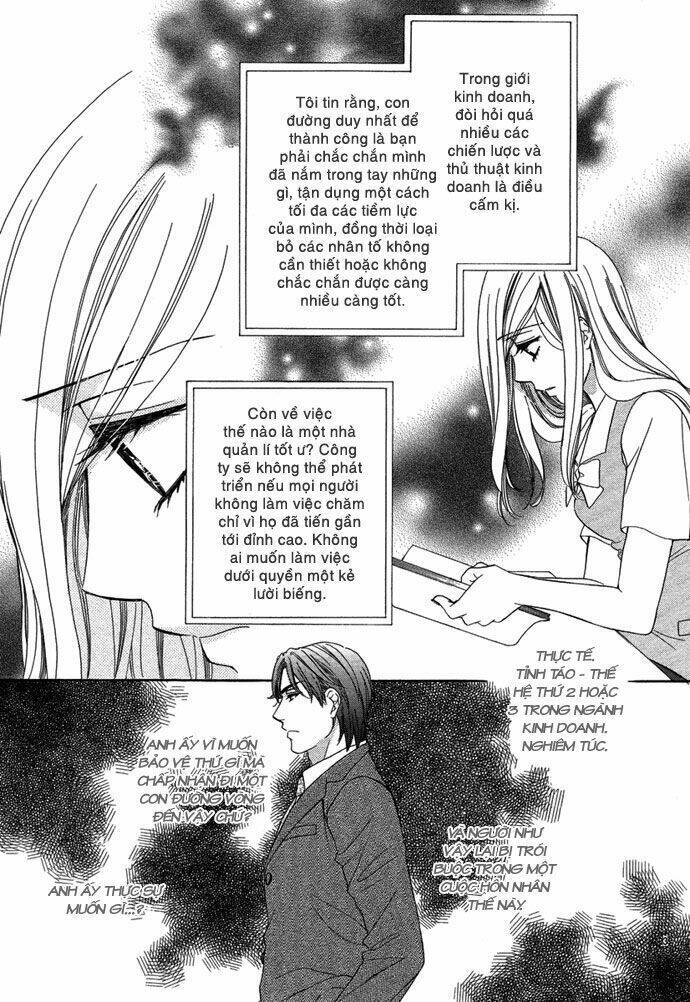 Trong giới
kinh doanh,
đòi hỏi quá
nhiều các
chiến lược và
thủ thuật kinh
doanh là điều
cấm kị.
Tôi tin rằng, con
đường duy nhất để
thành công là bạn
phải chắc chắn mình
đã nắm trong tay những
gì, tận dụng một cách
tối đa các tiềm lực
của mình, đồng thời loại
bỏ các nhân tố không
cần thiết hoặc không
chắc chắn được càng
nhiều càng tốt.
Còn về việc
thế nào là một nhà
quản lí tốt ư? Công
ty sẽ không thể phát
triển nếu mọi người
không làm việc chăm
chỉ vì họ đã tiến gần
tới đỉnh cao. Không
ai muốn làm việc
dưới quyền một kẻ
lười biếng.
THỰC TẾ.
TỈNH TÁO - THẾ
HỆ THỨ 2 HOẶC
3 TRONG NGÀNH
KINH DOANH.
NGHIÊM TÚC.
ANH ẤY VÌ MUỐN
BẢO VỆ THỨ GÌ MÀ
CHẤP NHẬN ĐI MỘT
CON ĐƯỜNG VÒNG
ĐẾN VẬY CHỨ?
VÀ NGƯỜI NHƯ
VẬY LẠI BỊ TRÓI
BUỘC TRONG MỘT
CUỘC HÔN NHÂN
THẾ NÀY
ANH ẤY THỰC SỰ
MUỐN GÌ...?